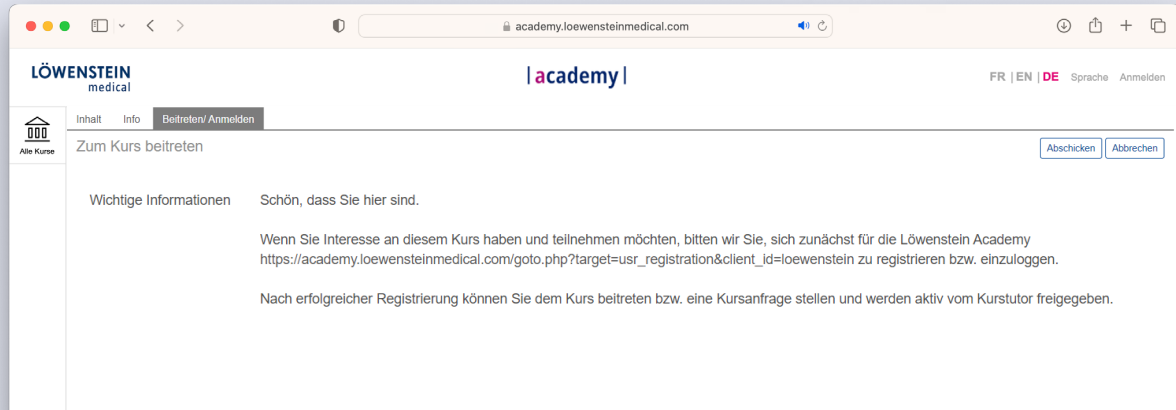 academy.loewensteinmedical.com
LÖWENSTEIN
medical
|academy|
FR | EN | DE Sprache Anmelden
Alle Kurse
Inhalt Info Beitreten/ Anmelden
Zum Kurs beitreten
Abschicken Abbrechen
Wichtige Informationen Schön, dass Sie hier sind.
Wenn Sie Interesse an diesem Kurs haben und teilnehmen möchten, bitten wir Sie, sich zunächst für die Löwenstein Academy
https://academy.loewensteinmedical.com/goto.php?target=usr_registration&client_id=loewenstein zu registrieren bzw. einzuloggen.
Nach erfolgreicher Registrierung können Sie dem Kurs beitreten bzw. eine Kursanfrage stellen und werden aktiv vom Kurstutor freigegeben.